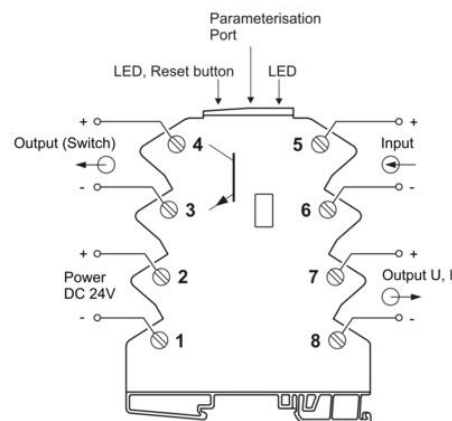 Parameterisation
Port
LED, Reset button
LED
+
4
5
+
Output (Switch)
Input
-
3
6
-
+
2
7
+
Power
DC 24V
Output U, I
-
1
8
-